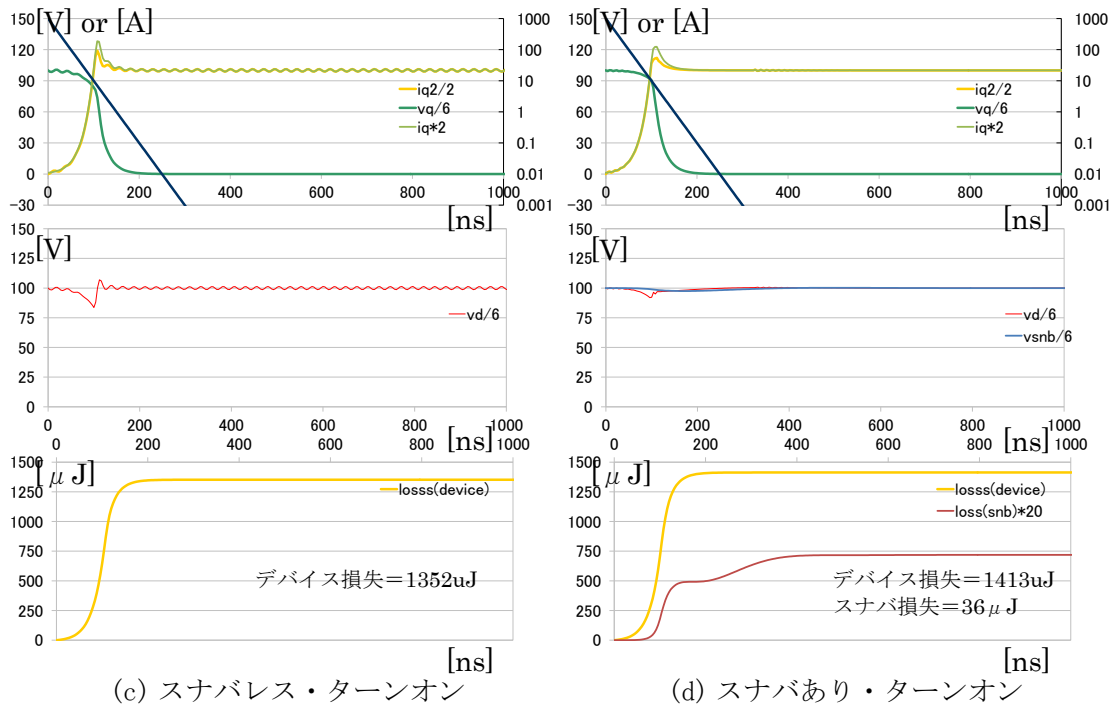 [V] or [A]
150
120
90
60
30
0
-30
1000
100
10
1
0.1
0.01
0.001
iq2/2
vq/6
iq*2
0 200 400 600 800 1000
[ns]
[V]
150
125
100
75
50
25
0
vd/6
0 200 400 600 800 1000
[ns]
0 200 400 600 800 1000
[μJ]
1500
1250
1000
750
500
250
0
losss(device)
デバイス損失=1352uJ
[ns]
(c) スナバレス・ターンオン
[V] or [A]
150
120
90
60
30
0
-30
1000
100
10
1
0.1
0.01
0.001
iq2/2
vq/6
iq*2
0 200 400 600 800 1000
[ns]
[V]
150
125
100
75
50
25
0
vd/6
vsnb/6
0 200 400 600 800 1000
[ns]
0 200 400 600 800 1000
[μJ]
1500
1250
1000
750
500
250
0
losss(device)
loss(snb)*20
デバイス損失=1413uJ
スナバ損失=36μJ
[ns]
(d) スナバあり・ターンオン